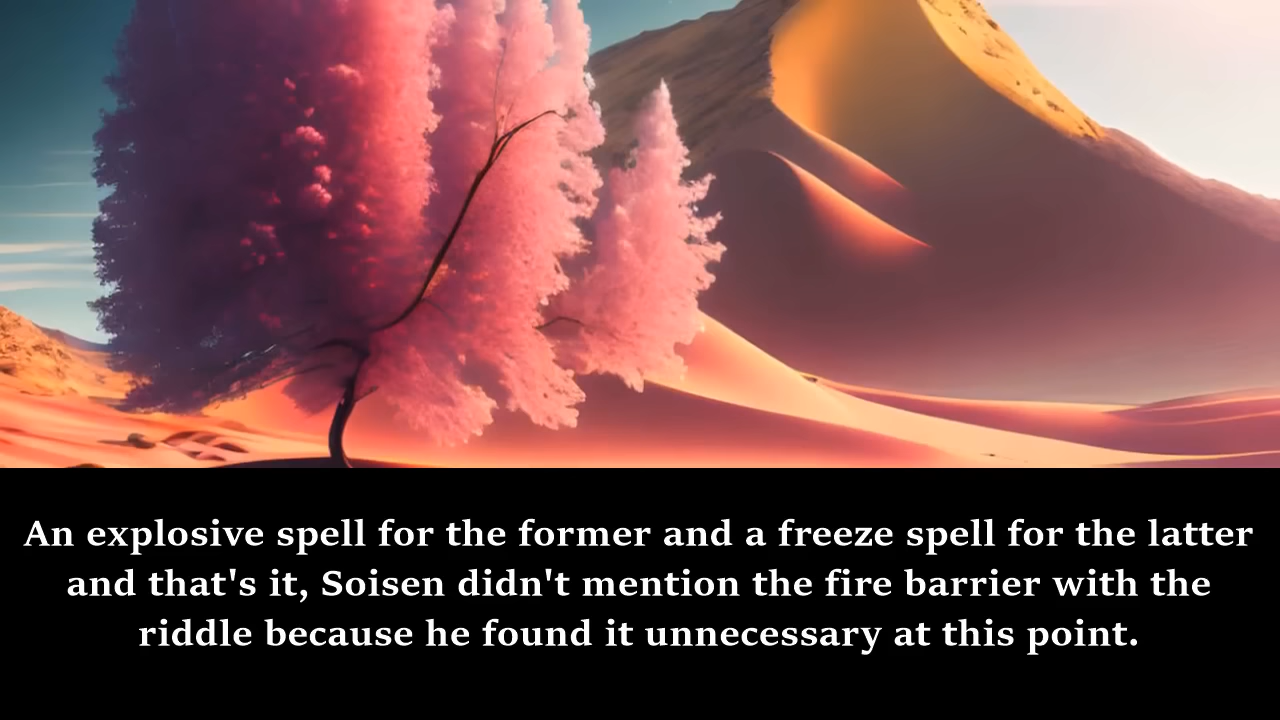 An explosive spell for the former and a freeze spell for the latter
and that's it, Soisen didn't mention the fire barrier with the
riddle because he found it unnecessary at this point.